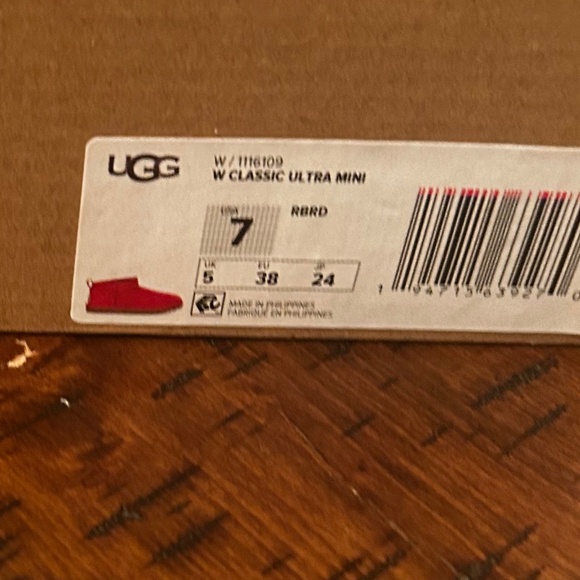 UGG
W / 1116109
W CLASSIC ULTRA MINI
USA
7
RBRD
UK EU JP
5 38 24
MADE IN PHILIPPINES
FABRIQUÉ EN PHILIPPINES